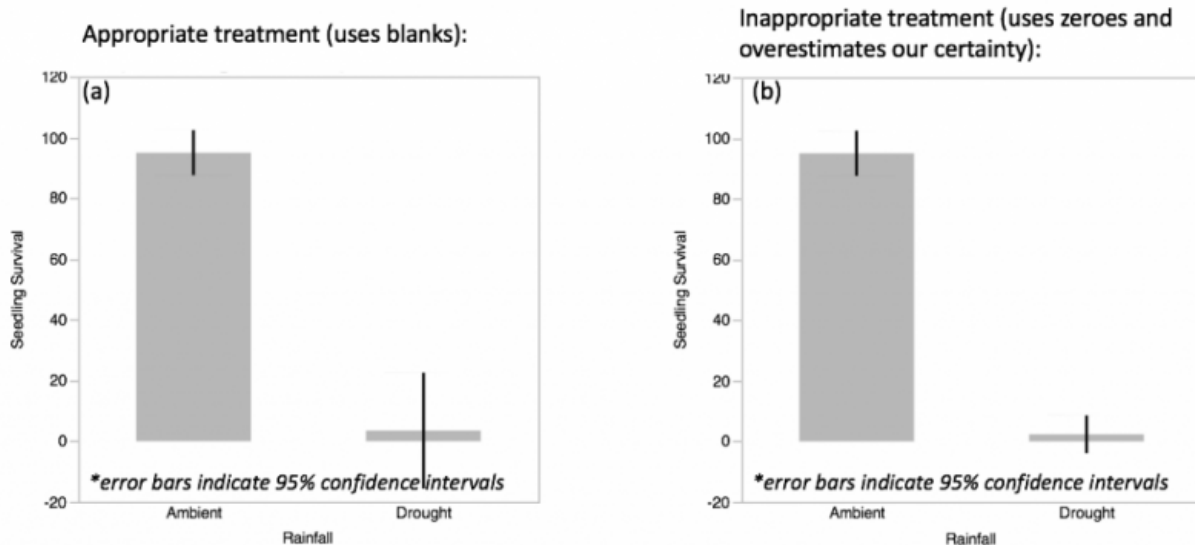 Appropriate treatment (uses blanks):
(a)
120
100
80
60
40
20
0
-20
Seedling Survival
*error bars indicate 95% confidence intervals
Ambient
Drought
Rainfall
Inappropriate treatment (uses zeroes and
overestimates our certainty):
(b)
120
100
80
60
40
20
0
-20
Seedling Survival
*error bars indicate 95% confidence intervals
Ambient
Drought
Rainfall